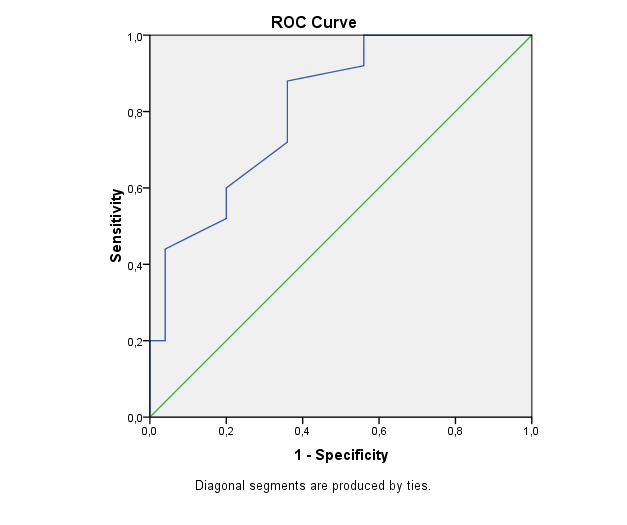 ROC Curve
1,0
0,8
0,6
0,4
0,2
0,0
Sensitivity
0,0 0,2 0,4 0,6 0,8 1,0
1 - Specificity
Diagonal segments are produced by ties.